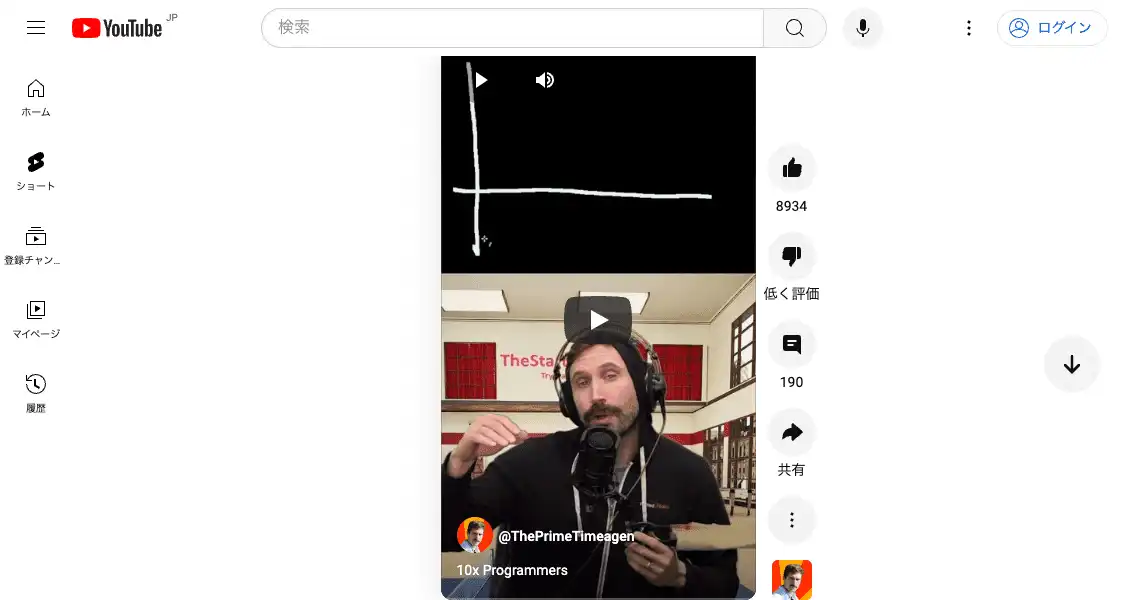 YouTube JP
検索
ログイン
ホーム
ショート
登録チャン...
マイページ
履歴
8934
低く評価
190
共有
TheSta
Try
@ThePrimeTimeagen
10x Programmers